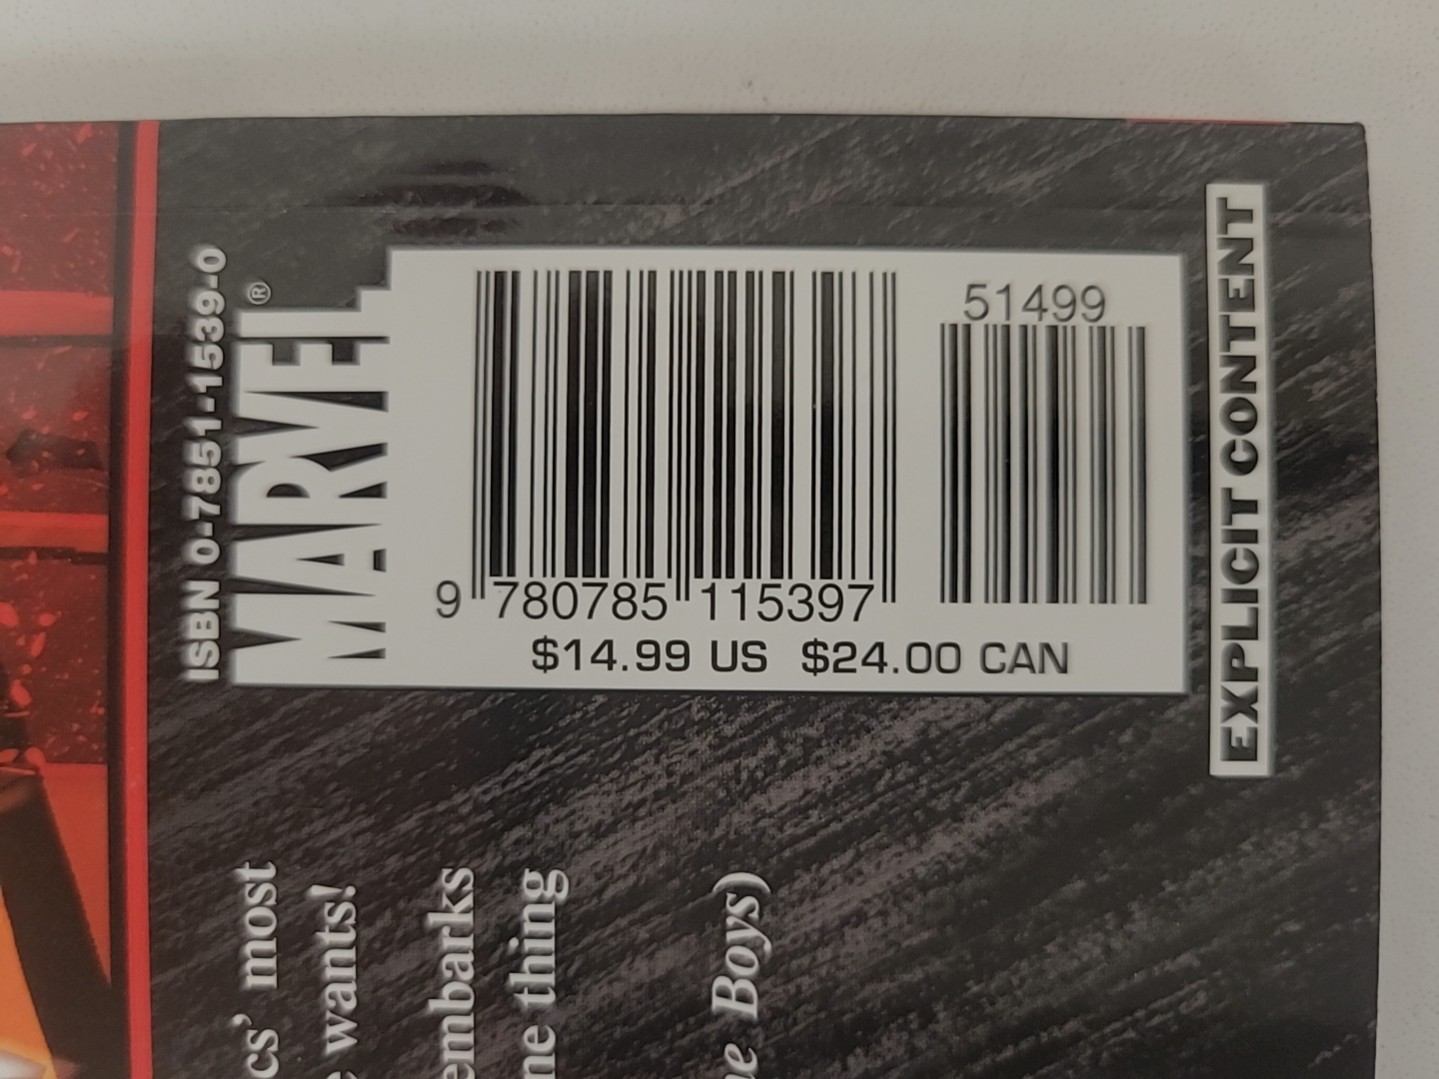 ISBN 0-7851-1539-0
MARVEL®
51499
9 780785 115397
$14.99 US $24.00 CAN
EXPLICIT CONTENT
cs' most
wants!
embarks
ne thing
Boys)